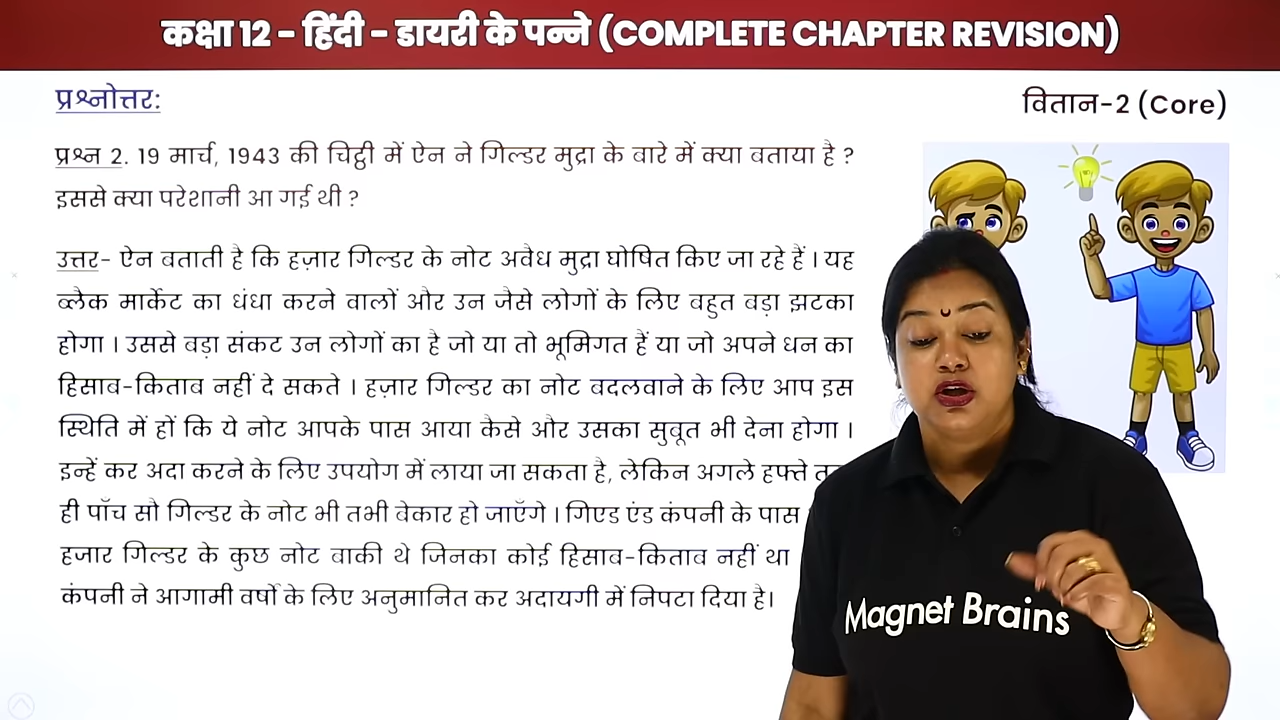 कक्षा 12 - हिंदी - डायरी के पन्ने (COMPLETE CHAPTER REVISION)
प्रश्नोत्तर:
वितान-2 (Core)
प्रश्न 2. 19 मार्च, 1943 की चिट्ठी में ऐन ने गिल्डर मुद्रा के बारे में क्या बताया है ?
इससे क्या परेशानी आ गई थी ?
उत्तर- ऐन बताती है कि हज़ार गिल्डर के नोट अवैध मुद्रा घोषित किए जा रहे हैं । यह
ब्लैक मार्केट का धंधा करने वालों और उन जैसे लोगों के लिए बहुत बड़ा झटका
होगा । उससे बड़ा संकट उन लोगों का है जो या तो भूमिगत हैं या जो अपने धन का
हिसाब-किताब नहीं दे सकते । हज़ार गिल्डर का नोट बदलवाने के लिए आप इस
स्थिति में हों कि ये नोट आपके पास आया कैसे और उसका सुबूत भी देना होगा ।
इन्हें कर अदा करने के लिए उपयोग में लाया जा सकता है, लेकिन अगले हफ्ते
ही पाँच सौ गिल्डर के नोट भी तभी बेकार हो जाएँगे । गिएड एंड कंपनी के पास
हजार गिल्डर के कुछ नोट बाकी थे जिनका कोई हिसाब-किताब नहीं था
कंपनी ने आगामी वर्षों के लिए अनुमानित कर अदायगी में निपटा दिया है।
Magnet Brains